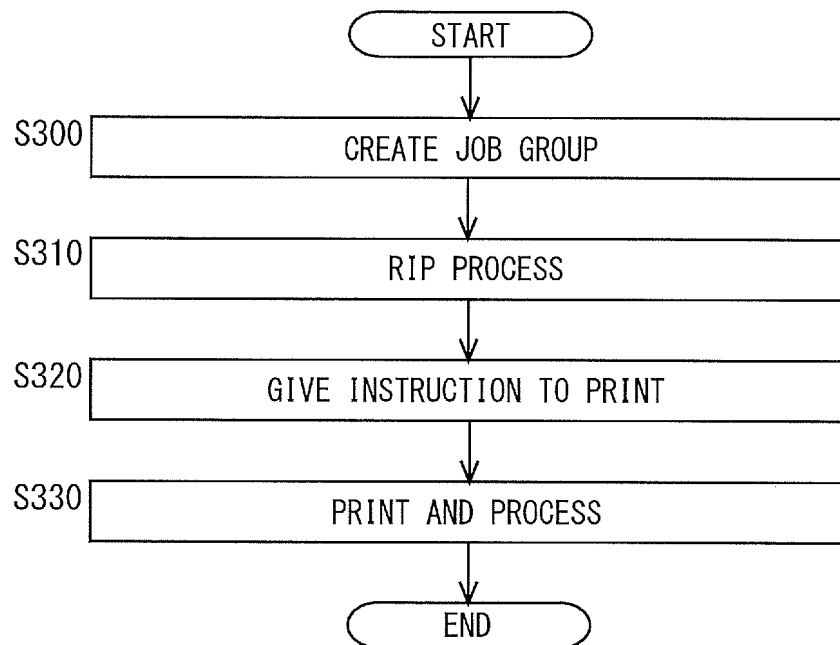 START
S300
CREATE JOB GROUP
S310
RIP PROCESS
S320
GIVE INSTRUCTION TO PRINT
S330
PRINT AND PROCESS
END